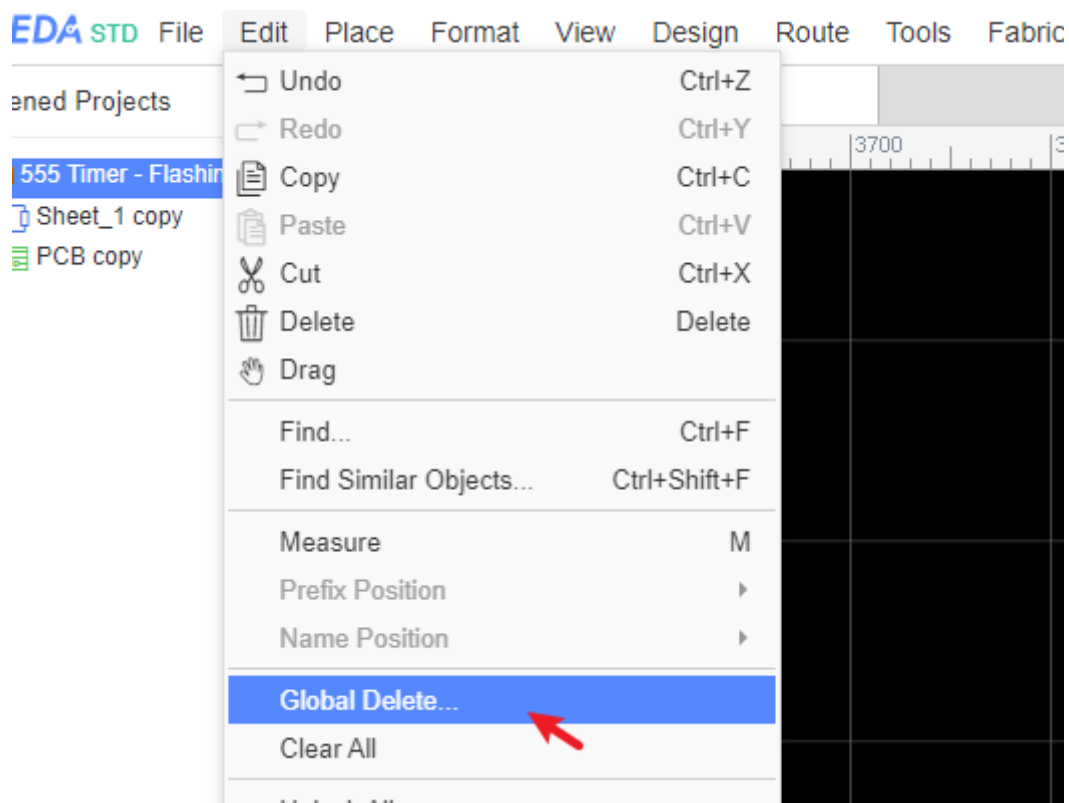 EDA STD File Edit Place Format View Design Route Tools Fabric
ened Projects
Undo Ctrl+Z
Redo Ctrl+Y
3700
555 Timer - Flashin
Copy Ctrl+C
Sheet_1 copy
Paste Ctrl+V
PCB copy
Cut Ctrl+X
Delete Delete
Drag
Find... Ctrl+F
Find Similar Objects... Ctrl+Shift+F
Measure M
Prefix Position
Name Position
Global Delete...
Clear All